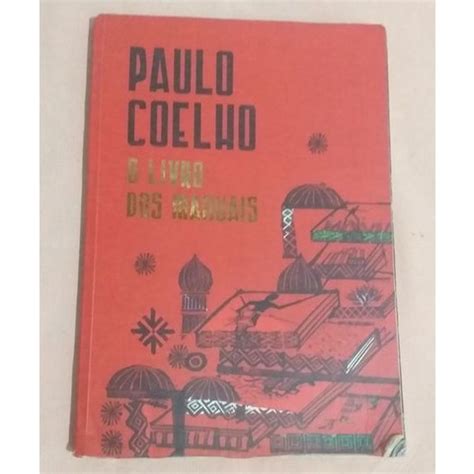 PAULO
COELHO
O LIVRO
DOS MANUAIS